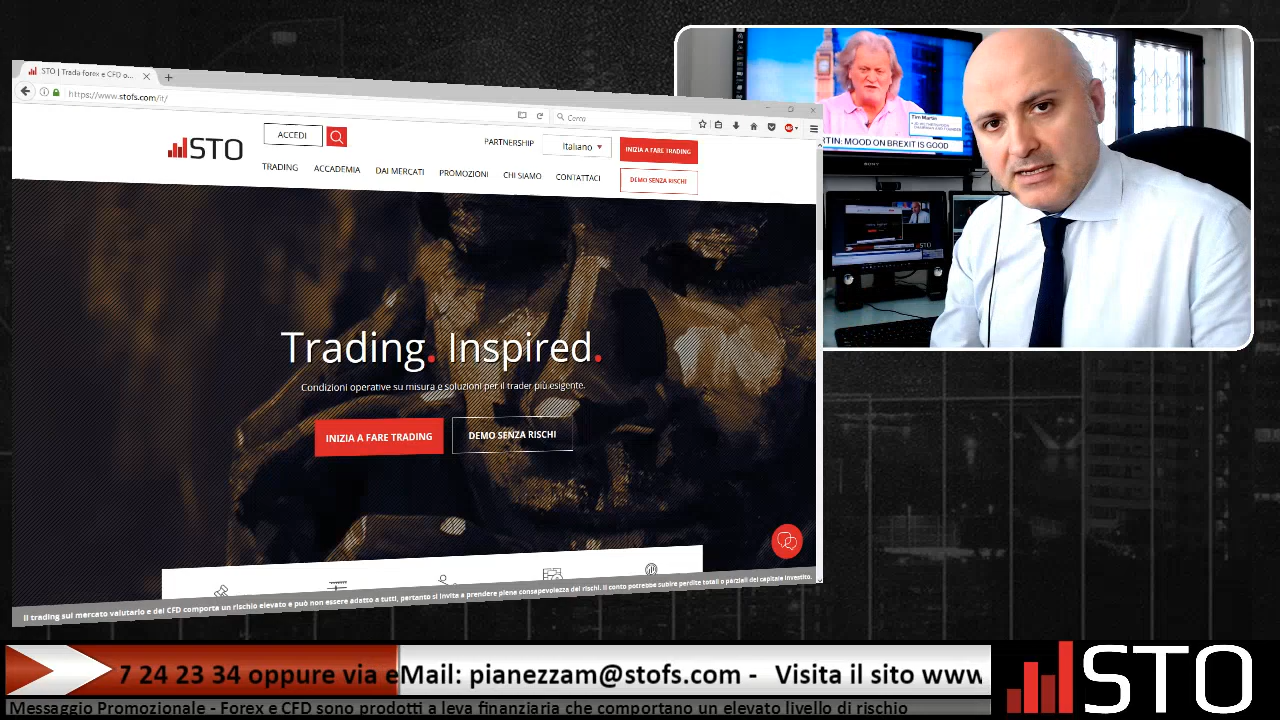 STO | Trada forex e CFD o...
https://www.stofs.com/it/
Cerca
STO
ACCEDI
PARTNERSHIP
Italiano
INIZIA A FARE TRADING
TRADING
ACCADEMIA
DAI MERCATI
PROMOZIONI
CHI SIAMO
CONTATTACI
DEMO SENZA RISCHI
Trading. Inspired.
Condizioni operative su misura e soluzioni per il trader più esigente.
INIZIA A FARE TRADING
DEMO SENZA RISCHI
Il trading sul mercato valutario e dei CFD comporta un rischio elevato e può non essere adatto a tutti, pertanto si invita a prendere piena consapevolezza dei rischi. Il conto potrebbe subire perdite totali o parziali del capitale investito.
Tim Martin
RTIN: MOOD ON BREXIT IS GOOD
SONY
STO
7 24 23 34 oppure via eMail: pianezzam@stofs.com - Visita il sito www
STO
Messaggio Promozionale - Forex e CFD sono prodotti a leva finanziaria che comportano un elevato livello di rischio